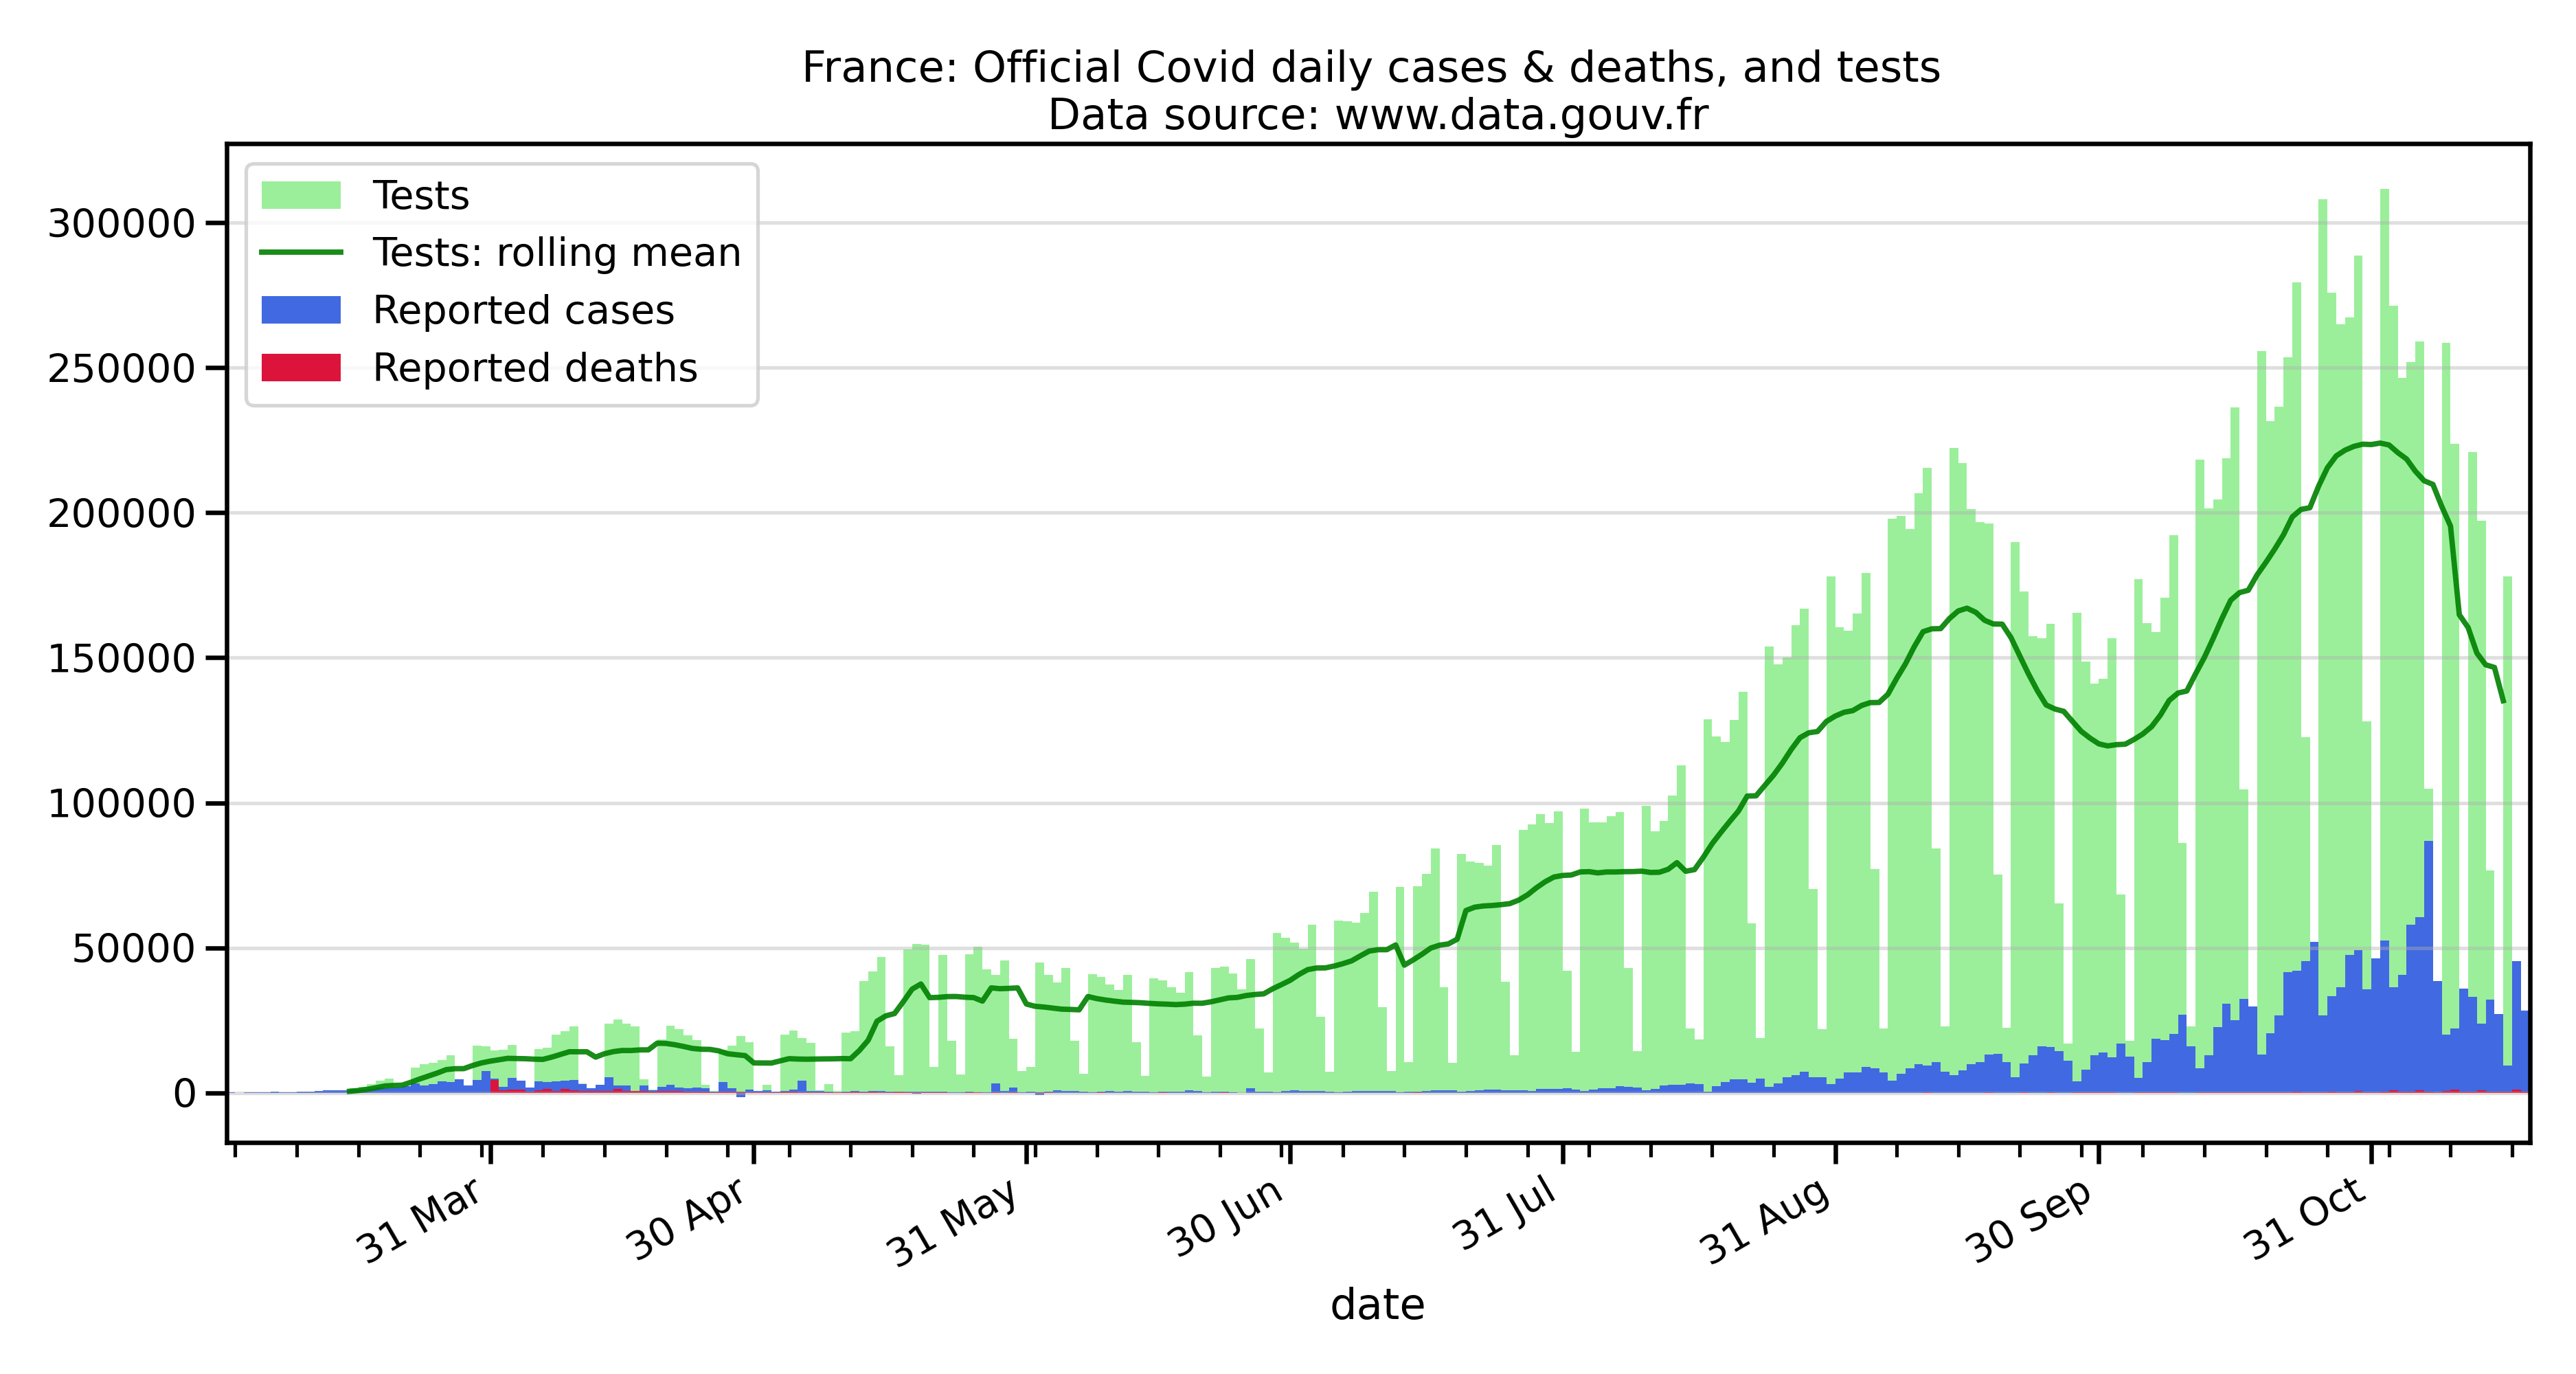 France: Official Covid daily cases & deaths, and tests
Data source: www.data.gouv.fr
Tests
Tests: rolling mean
Reported cases
Reported deaths
300000
250000
200000
150000
100000
50000
0
31 Mar
30 Apr
31 May
30 Jun
31 Jul
31 Aug
30 Sep
31 Oct
date